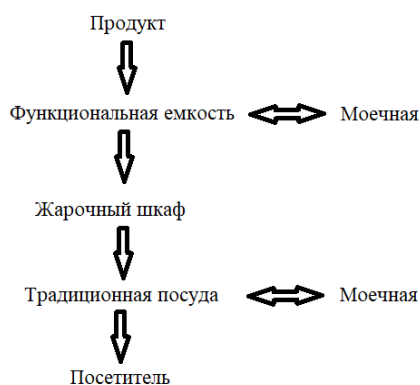 Продукт
Функциональная емкость
Моечная
Жарочный шкаф
Традиционная посуда
Моечная
Посетитель